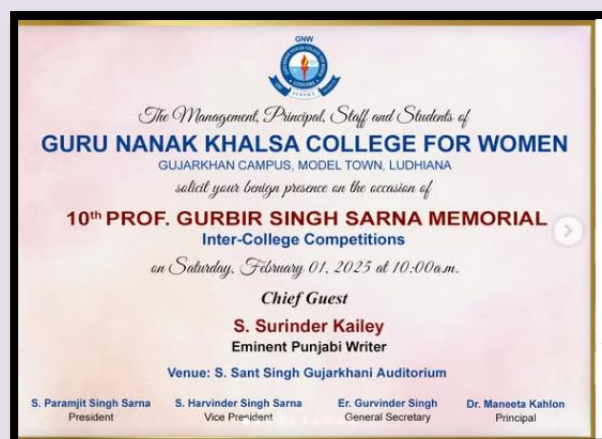 GNW
LUDHIANA
The Management, Principal, Staff and Students of
GURU NANAK KHALSA COLLEGE FOR WOMEN
GUJARKHAN CAMPUS, MODEL TOWN, LUDHIANA
solicit your benign presence on the occasion of
10th PROF. GURBIR SINGH SARNA MEMORIAL
Inter-College Competitions
on Saturday, February 01, 2025 at 10:00a.m.
Chief Guest
S. Surinder Kailey
Eminent Punjabi Writer
Venue: S. Sant Singh Gujarkhani Auditorium
S. Paramjit Singh Sarna S. Harvinder Singh Sarna Er. Gurvinder Singh Dr. Maneeta Kahlon
President Vice President General Secretary Principal